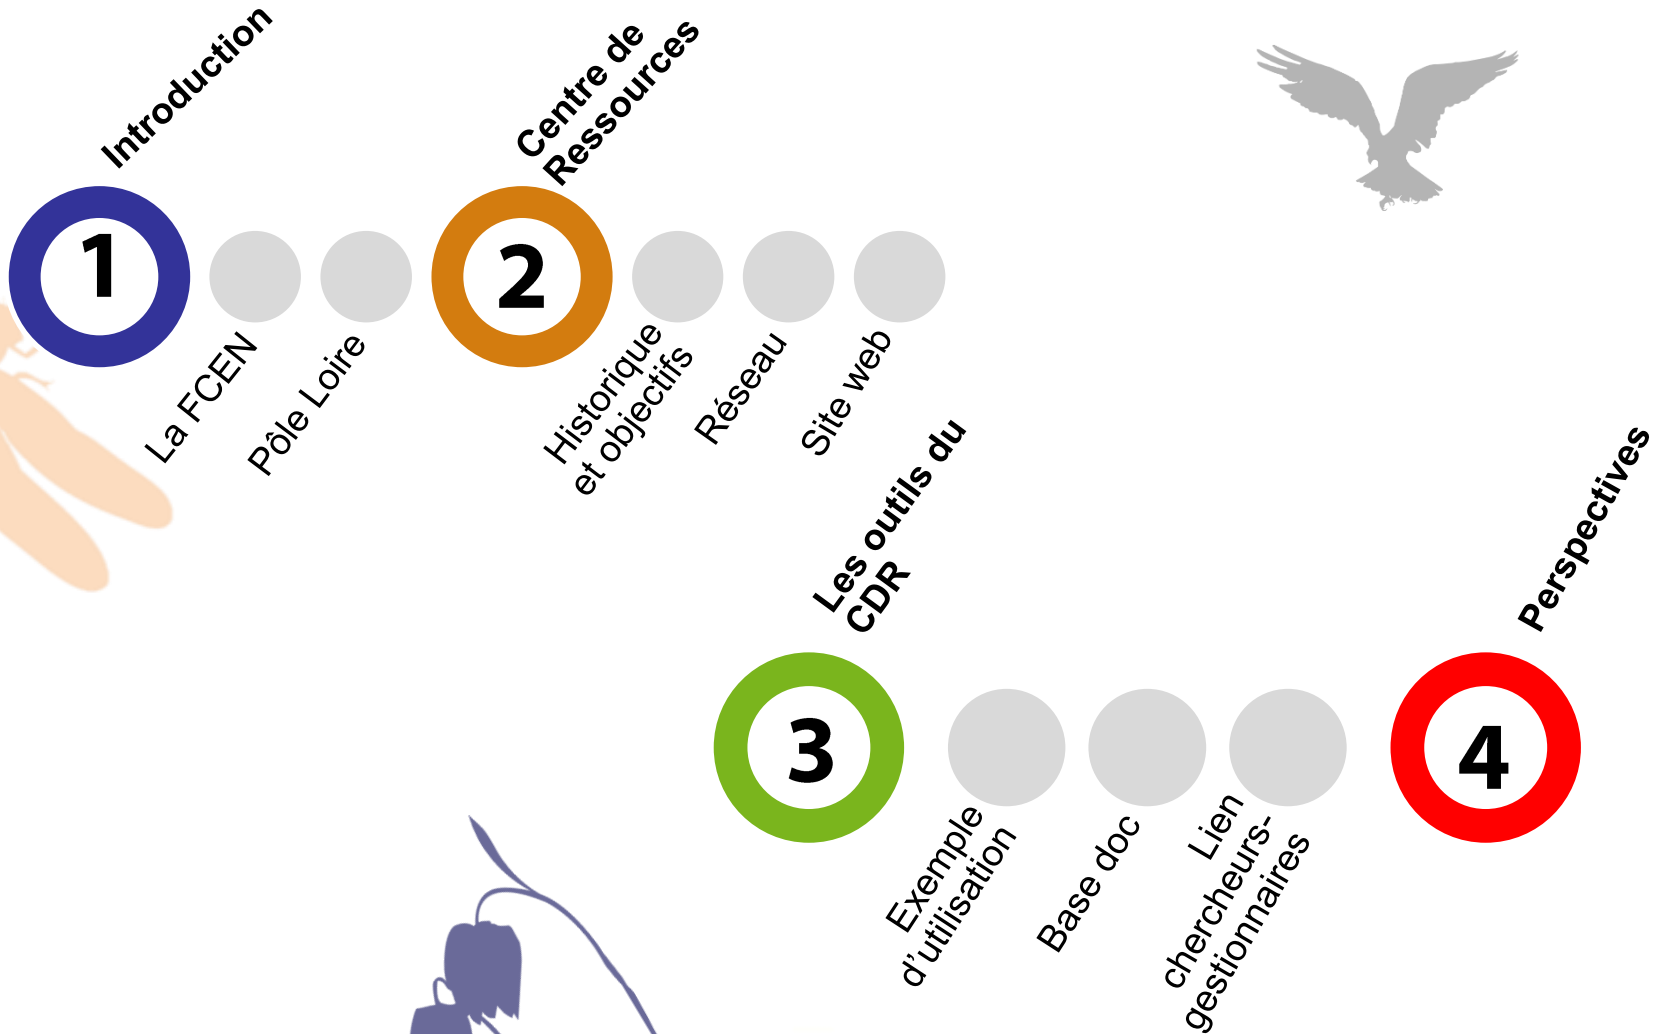 Introduction
1
La FCEN
Pôle Loire
Centre de
Ressources
2
Historique
et objectifs
Réseau
Site web
Les outils du
CDR
3
Exemple
d’utilisation
Base doc
Lien
chercheurs-
gestionnaires
Perspectives
4